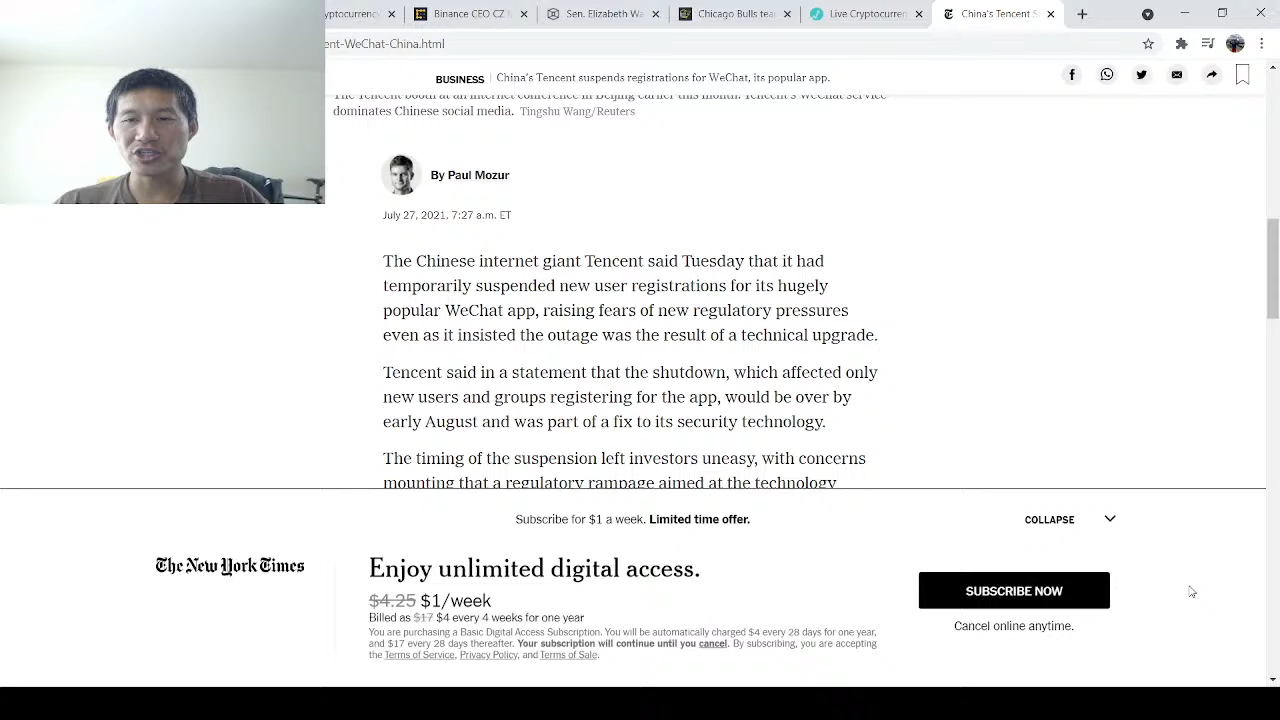 yptocurrenc
Binance CEO CZ
Sen. Elizabeth Wa
Chicago Bulls tea
Live Cryptocurren
China's Tencent S
ent-WeChat-China.html
BUSINESS
China's Tencent suspends registrations for WeChat, its popular app.
The Tencent booth at an internet conference in Beijing earlier this month. Tencent's WeChat service
dominates Chinese social media. Tingshu Wang/Reuters
By Paul Mozur
July 27, 2021, 7:27 a.m. ET
The Chinese internet giant Tencent said Tuesday that it had
temporarily suspended new user registrations for its hugely
popular WeChat app, raising fears of new regulatory pressures
even as it insisted the outage was the result of a technical upgrade.
Tencent said in a statement that the shutdown, which affected only
new users and groups registering for the app, would be over by
early August and was part of a fix to its security technology.
The timing of the suspension left investors uneasy, with concerns
mounting that a regulatory rampage aimed at the technology
Subscribe for $1 a week. Limited time offer.
COLLAPSE
The New York Times
Enjoy unlimited digital access.
$4.25 $1/week
Billed as $17 $4 every 4 weeks for one year
You are purchasing a Basic Digital Access Subscription. You will be automatically charged $4 every 28 days for one year,
and $17 every 28 days thereafter. Your subscription will continue until you cancel. By subscribing, you are accepting
the Terms of Service, Privacy Policy, and Terms of Sale.
SUBSCRIBE NOW
Cancel online anytime.